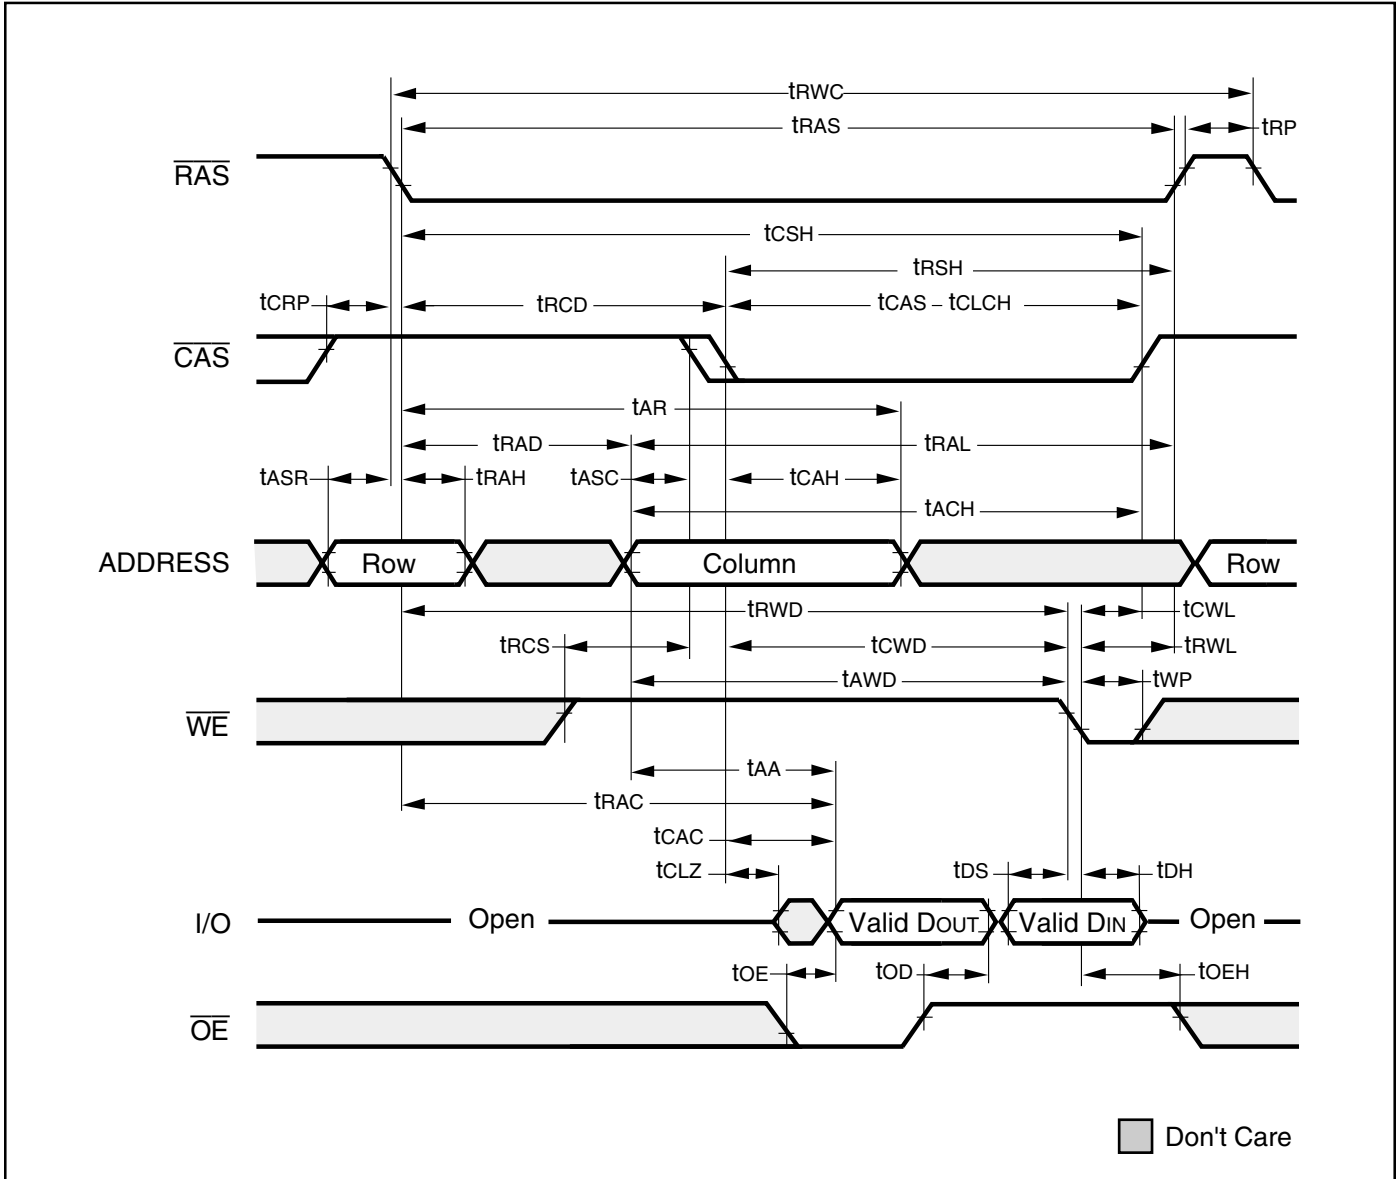 tRWC
tRAS
tRP
RAS
tCSH
tRSH
tCRP
tRCD
tCAS – tCLCH
CAS
tAR
tRAD
tRAL
tASR
tRAH
tASC
tCAH
tACH
ADDRESS
Row
Column
Row
tRWD
tCWL
tRCS
tCWD
tRWL
tAWD
tWP
WE
tAA
tRAC
tCAC
tCLZ
tDS
tDH
I/O
Open
Valid DOUT
Valid DIN
Open
tOE
tOD
tOEH
OE
Don't Care